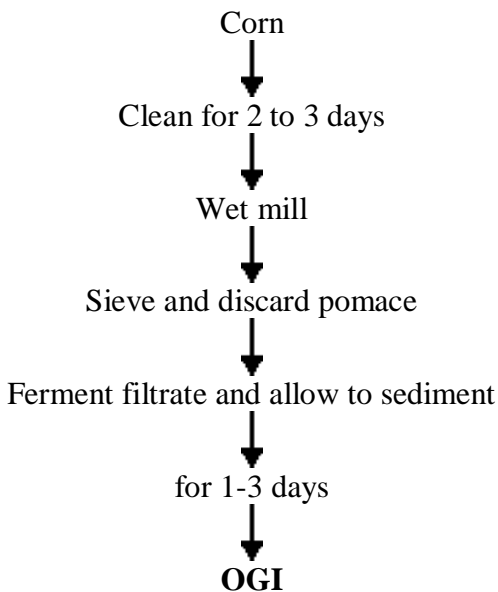 Corn
Clean for 2 to 3 days
Wet mill
Sieve and discard pomace
Ferment filtrate and allow to sediment
for 1-3 days
OGI